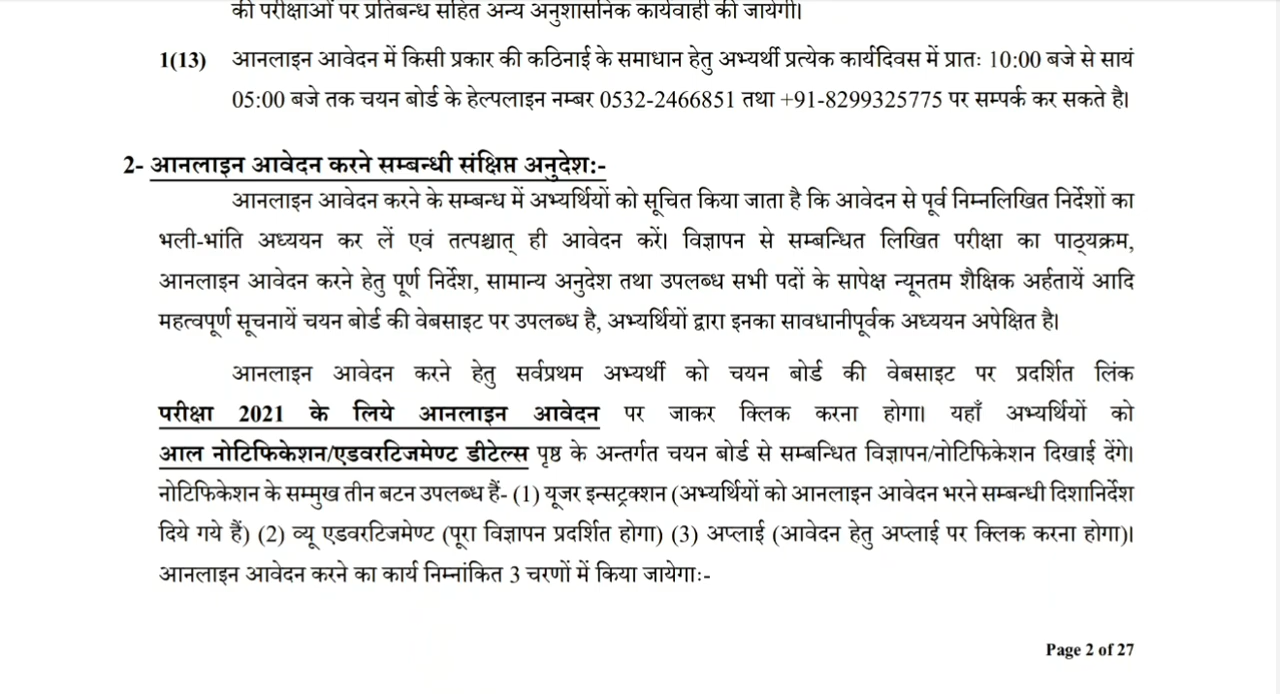 की परीक्षाओं पर प्रतिबन्ध सहित अन्य अनुशासनिक कार्यवाही की जायेगी।
1(13) आनलाइन आवेदन में किसी प्रकार की कठिनाई के समाधान हेतु अभ्यर्थी प्रत्येक कार्यदिवस में प्रातः 10:00 बजे से सायं
05:00 बजे तक चयन बोर्ड के हेल्पलाइन नम्बर 0532-2466851 तथा +91-8299325775 पर सम्पर्क कर सकते है।
2- आनलाइन आवेदन करने सम्बन्धी संक्षिप्त अनुदेश:-
आनलाइन आवेदन करने के सम्बन्ध में अभ्यर्थियों को सूचित किया जाता है कि आवेदन से पूर्व निम्नलिखित निर्देशों का
भली-भांति अध्ययन कर लें एवं तत्पश्चात् ही आवेदन करें। विज्ञापन से सम्बन्धित लिखित परीक्षा का पाठ्यक्रम,
आनलाइन आवेदन करने हेतु पूर्ण निर्देश, सामान्य अनुदेश तथा उपलब्ध सभी पदों के सापेक्ष न्यूनतम शैक्षिक अर्हतायें आदि
महत्वपूर्ण सूचनायें चयन बोर्ड की वेबसाइट पर उपलब्ध है, अभ्यर्थियों द्वारा इनका सावधानीपूर्वक अध्ययन अपेक्षित है।
आनलाइन आवेदन करने हेतु सर्वप्रथम अभ्यर्थी को चयन बोर्ड की वेबसाइट पर प्रदर्शित लिंक
परीक्षा 2021 के लिये आनलाइन आवेदन पर जाकर क्लिक करना होगा। यहाँ अभ्यर्थियों को
आल नोटिफिकेशन/एडवरटिजमेण्ट डीटेल्स पृष्ठ के अन्तर्गत चयन बोर्ड से सम्बन्धित विज्ञापन/नोटिफिकेशन दिखाई देंगे।
नोटिफिकेशन के सम्मुख तीन बटन उपलब्ध हैं- (1) यूजर इन्सट्रक्शन (अभ्यर्थियों को आनलाइन आवेदन भरने सम्बन्धी दिशानिर्देश
दिये गये हैं) (2) व्यू एडवरटिजमेण्ट (पूरा विज्ञापन प्रदर्शित होगा) (3) अप्लाई (आवेदन हेतु अप्लाई पर क्लिक करना होगा)।
आनलाइन आवेदन करने का कार्य निम्नांकित 3 चरणों में किया जायेगाः-
Page 2 of 27